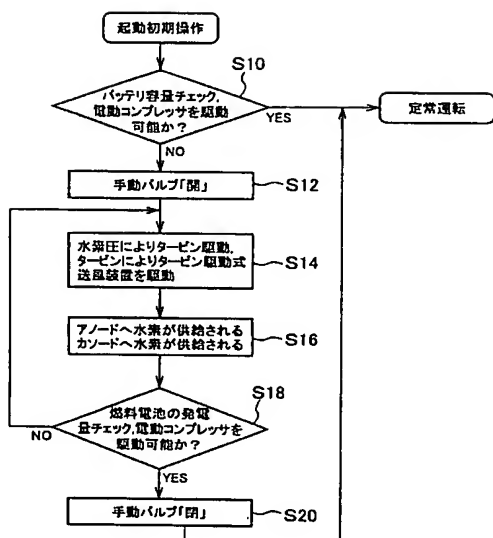 起動初期操作
S10
バッテリ容量チェック,
電動コンプレッサを駆動
可能か?
YES
定常運転
NO
手動バルブ「開」
S12
水素圧によりタービン駆動,
タービンによりタービン駆動式
送風装置を駆動
S14
アノードへ水素が供給される
カソードへ水素が供給される
S16
燃料電池の発電
量チェック,電動コンプレッサを
駆動可能か?
S18
NO
YES
手動バルブ「閉」
S20